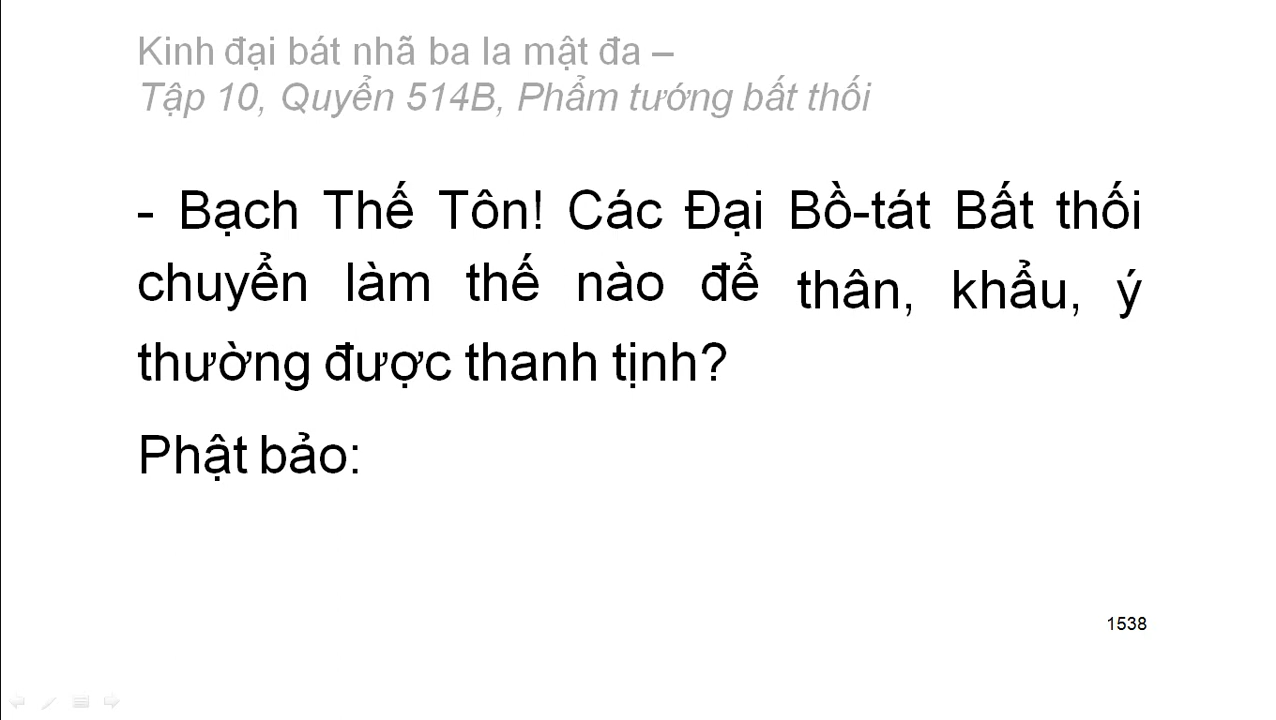 Kinh đại bát nhã ba la mật đa –
Tập 10, Quyển 514B, Phẩm tướng bất thối
- Bạch Thế Tôn! Các Đại Bồ-tát Bất thối
chuyển làm thế nào để thân, khẩu, ý
thường được thanh tịnh?
Phật bảo:
1538